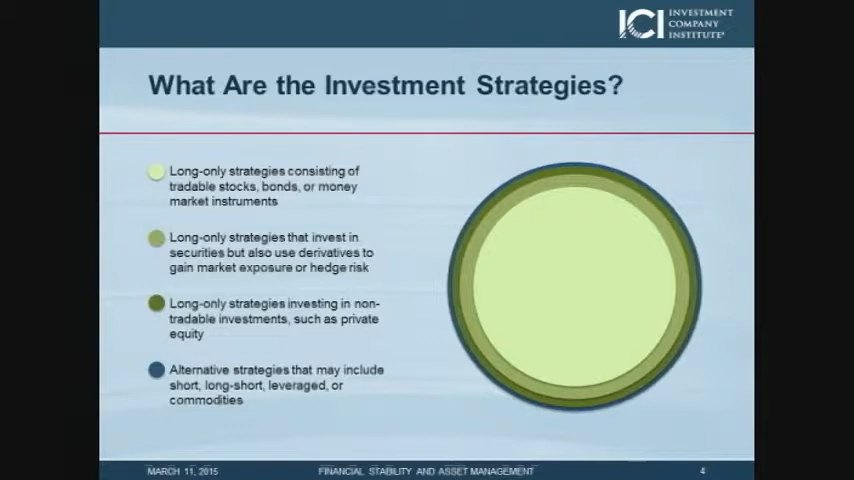 ICI INVESTMENT
COMPANY
INSTITUTE®
What Are the Investment Strategies?
Long-only strategies consisting of
tradable stocks, bonds, or money
market instruments
Long-only strategies that invest in
securities but also use derivatives to
gain market exposure or hedge risk
Long-only strategies investing in non-
tradable investments, such as private
equity
Alternative strategies that may include
short, long-short, leveraged, or
commodities
MARCH 11, 2015 FINANCIAL STABILITY AND ASSET MANAGEMENT 4